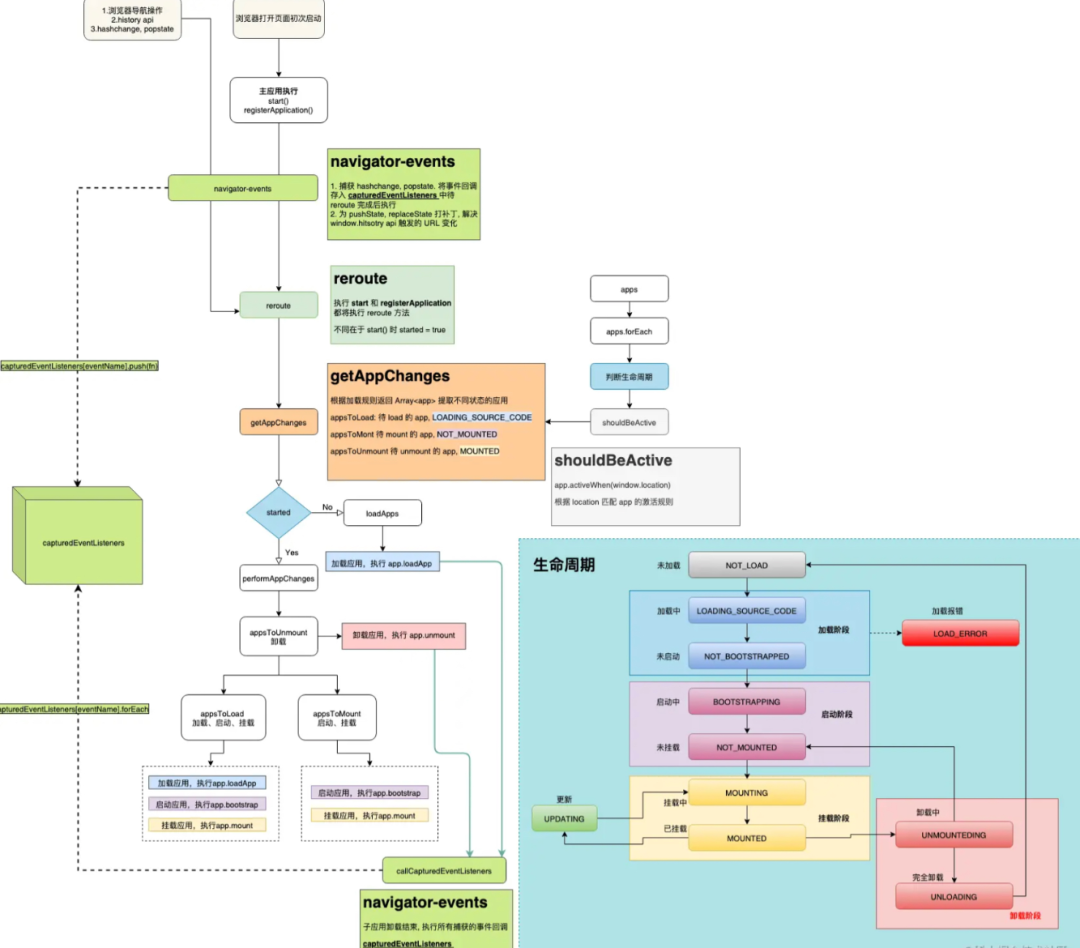 1.浏览器导航操作
2.history api
3.hashchange, popstate
浏览器打开页面初次启动
主应用执行
start()
registerApplication()
navigator-events
navigator-events
1. 捕获 hashchange, popstate. 将事件回调
存入 capturedEventListeners 中待
reroute 完成后执行
2. 为 pushState, replaceState 打补丁, 解决
window.hitsotry api 触发的 URL 变化
reroute
reroute
执行 start 和 registerApplication
都将执行 reroute 方法
不同在于 start() 时 started = true
apps
apps.forEach
判断生命周期
shouldBeActive
capturedEventListeners[eventName].push(fn)
getAppChanges
getAppChanges
根据加载规则返回 Array<app> 提取不同状态的应用
appsToLoad: 待 load 的 app, LOADING_SOURCE_CODE
appsToMont 待 mount 的 app, NOT_MOUNTED
appsToUnmount 待 unmount 的 app, MOUNTED
shouldBeActive
app.activeWhen(window.location)
根据 location 匹配 app 的激活规则
capturedEventListeners
started
No
loadApps
Yes
加载应用，执行 app.loadApp
performAppChanges
appsToUnmount
卸载
卸载应用，执行 app.unmount
apturedEventListeners[eventName].forEach
appsToLoad
加载、启动、挂载
appsToMount
启动、挂载
加载应用，执行app.loadApp
启动应用，执行app.bootstrap
挂载应用，执行app.mount
启动应用，执行app.bootstrap
挂载应用，执行app.mount
callCapturedEventListeners
navigator-events
子应用卸载结束, 执行所有捕获的事件回调
capturedEventListeners
生命周期
未加载
NOT_LOAD
加载中
LOADING_SOURCE_CODE
加载阶段
未启动
NOT_BOOTSTRAPPED
加载报错
LOAD_ERROR
启动中
BOOTSTRAPPING
启动阶段
未挂载
NOT_MOUNTED
更新
UPDATING
MOUNTING
挂载中
挂载阶段
已挂载
MOUNTED
卸载中
UNMOUNTEDING
完全卸载
UNLOADING
卸载阶段